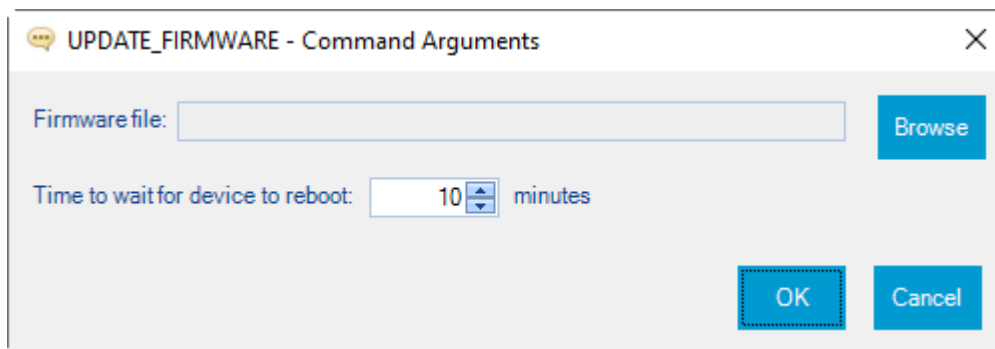 UPDATE_FIRMWARE - Command Arguments
Firmware file:
Browse
Time to wait for device to reboot: 10 minutes
OK
Cancel